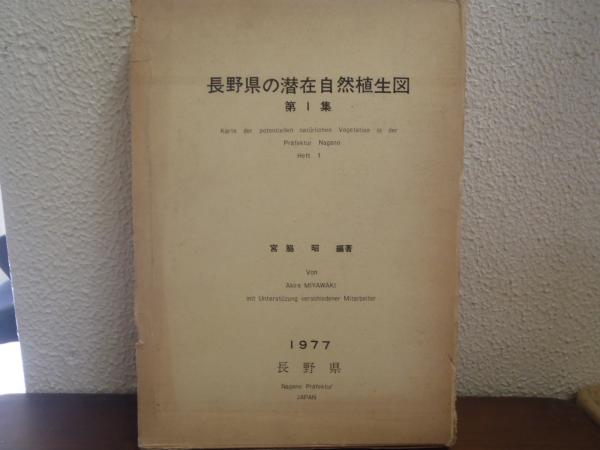 長野県の潜在自然植生図
第1集
Karte der potentiellen natürlichen Vegetation in der
Präfektur Nagano
Heft 1
宮脇 昭 編著
Von
Akira MIYAWAKI
mit Unterstüzung verschiedener Mitarbeiter
1977
長野県
Nagano Präfektur
JAPAN